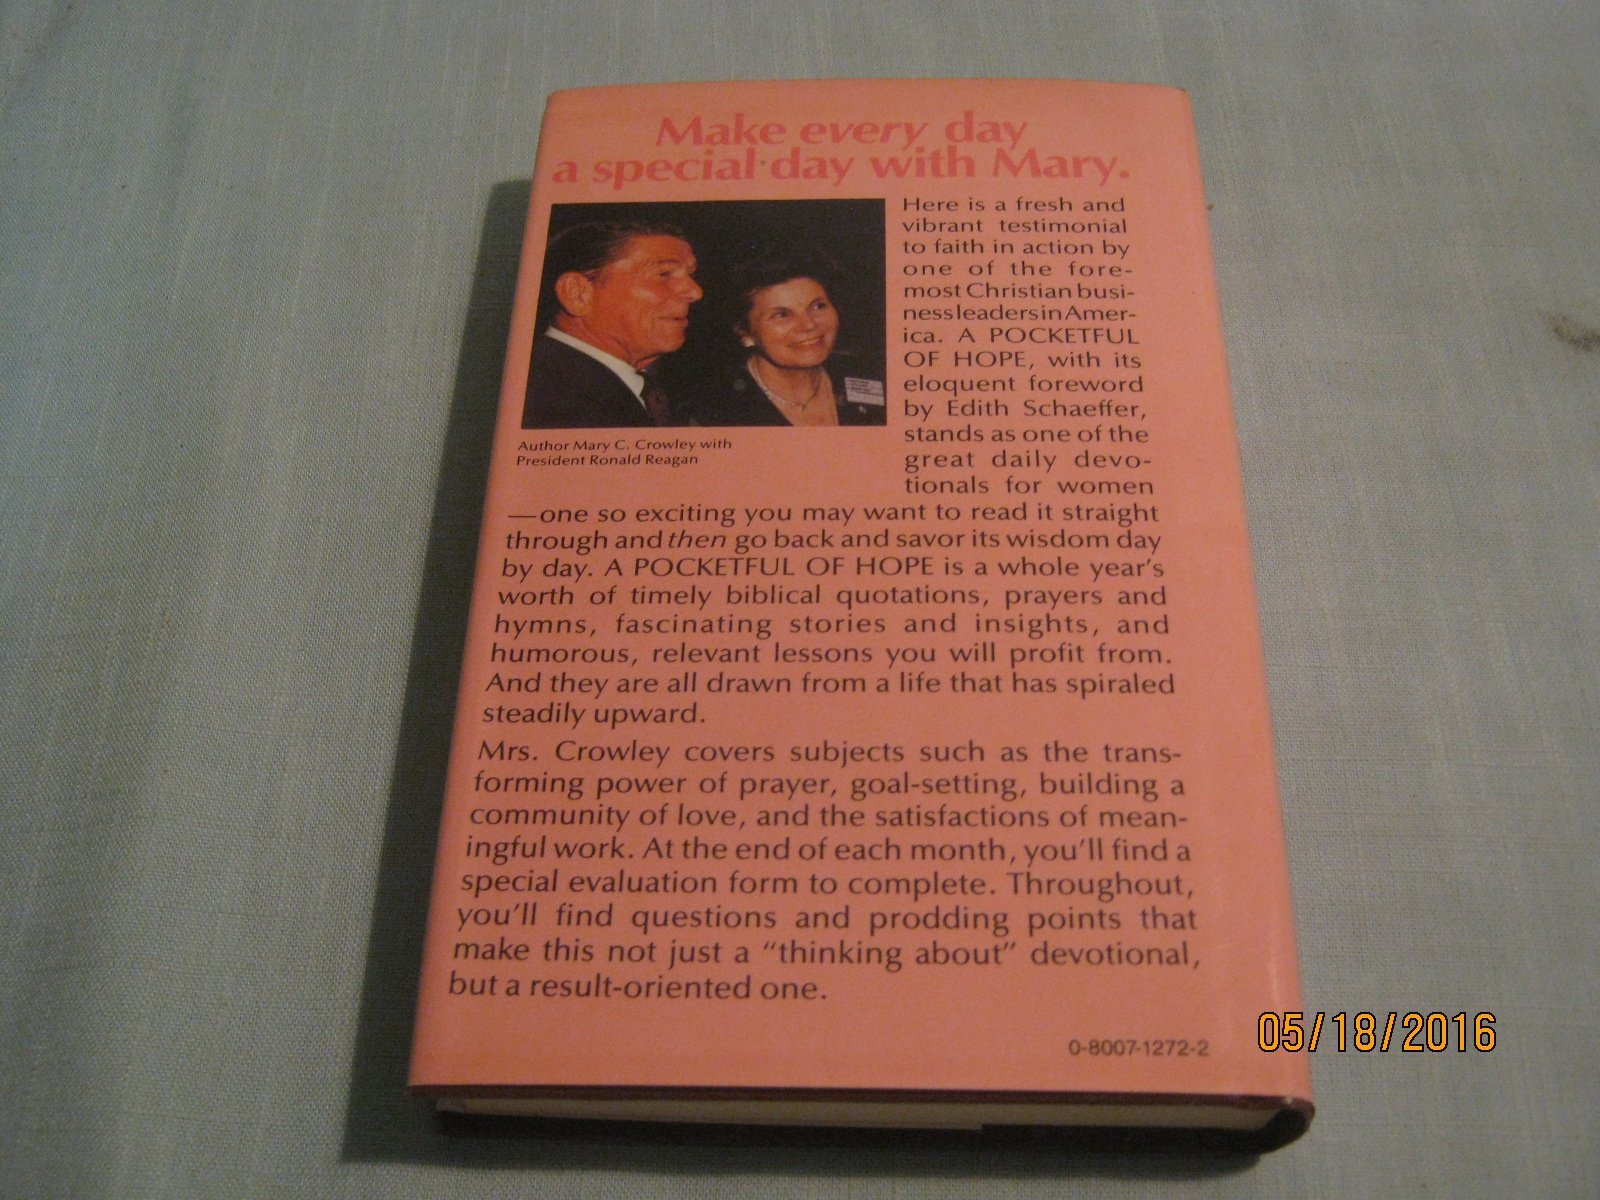 Make every day
a special day with Mary.
Author Mary C. Crowley with
President Ronald Reagan
Here is a fresh and
vibrant testimonial
to faith in action by
one of the fore-
most Christian busi-
ness leaders in Amer-
ica. A POCKETFUL
OF HOPE, with its
eloquent foreword
by Edith Schaeffer,
stands as one of the
great daily devo-
tionals for women
—one so exciting you may want to read it straight
through and then go back and savor its wisdom day
by day. A POCKETFUL OF HOPE is a whole year's
worth of timely biblical quotations, prayers and
hymns, fascinating stories and insights, and
humorous, relevant lessons you will profit from.
And they are all drawn from a life that has spiraled
steadily upward.
Mrs. Crowley covers subjects such as the trans-
forming power of prayer, goal-setting, building a
community of love, and the satisfactions of mean-
ingful work. At the end of each month, you'll find a
special evaluation form to complete. Throughout,
you'll find questions and prodding points that
make this not just a "thinking about" devotional,
but a result-oriented one.
0-8007-1272-2
05/18/2016